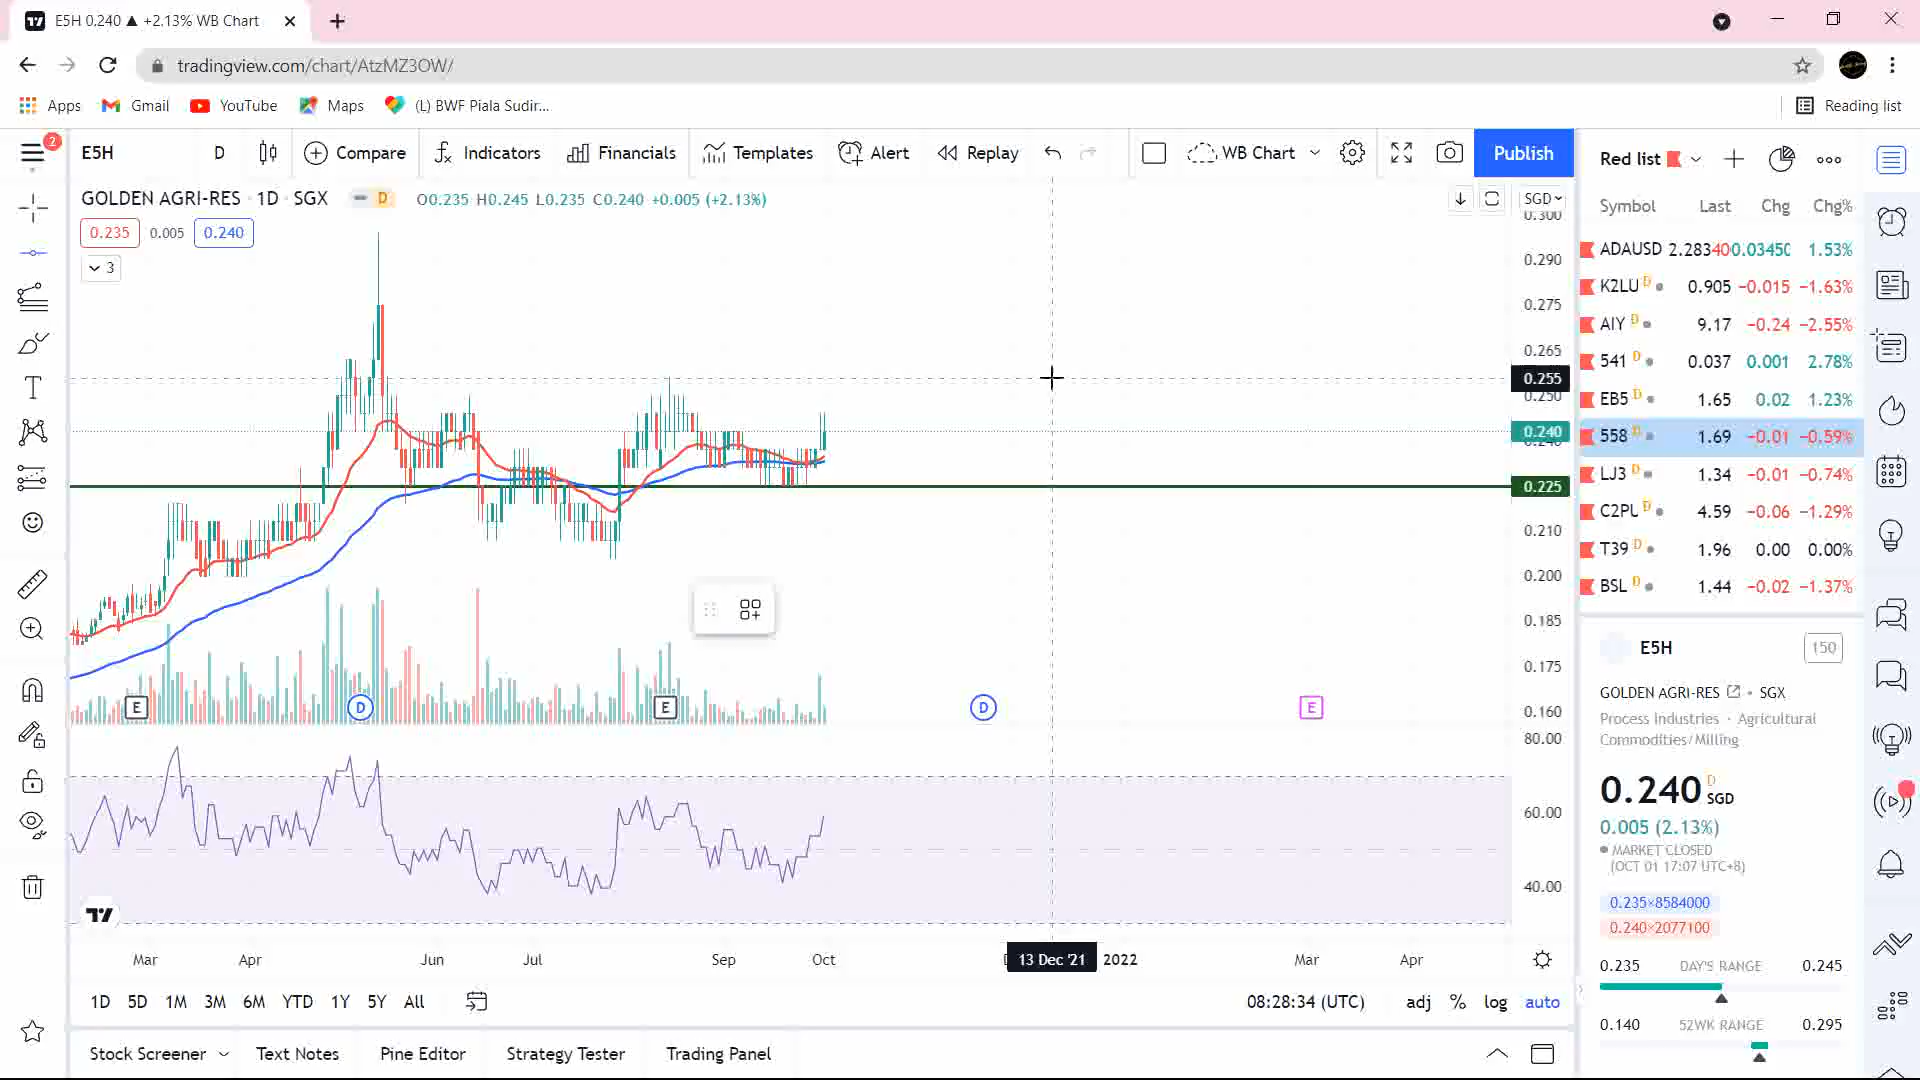 E5H 0.240 ▲ +2.13% WB Chart
tradingview.com/chart/AtzMZ3OW/
Apps Gmail YouTube Maps (L) BWF Piala Sudir... Reading list
2
E5H D Compare Indicators Financials Templates Alert Replay WB Chart Publish
Red list
GOLDEN AGRI-RES · 1D · SGX D O0.235 H0.245 L0.235 C0.240 +0.005 (+2.13%)
SGD
0.235 0.005 0.240
3
Symbol Last Chg Chg%
ADAUSD 2.28340 0.03450 1.53%
K2LU D 0.905 −0.015 −1.63%
AIY D 9.17 −0.24 −2.55%
541 D 0.037 0.001 2.78%
EB5 D 1.65 0.02 1.23%
558 D 1.69 −0.01 −0.59%
LJ3 D 1.34 −0.01 −0.74%
C2PU D 4.59 −0.06 −1.29%
T39 D 1.96 0.00 0.00%
BSL D 1.44 −0.02 −1.37%
0.300
0.290
0.275
0.265
0.255
0.250
0.240
0.240
0.225
0.210
0.200
0.185
0.175
0.160
E D E D E
80.00
60.00
40.00
Mar Apr Jun Jul Sep Oct 13 Dec '21 2022 Mar Apr
1D 5D 1M 3M 6M YTD 1Y 5Y All 08:28:34 (UTC) adj % log auto
Stock Screener Text Notes Pine Editor Strategy Tester Trading Panel
E5H 150
GOLDEN AGRI-RES • SGX
Process Industries • Agricultural
Commodities/Milling
0.240 D SGD
0.005 (2.13%)
MARKET CLOSED
(OCT 01 17:07 UTC+8)
0.235×8584000
0.240×2077100
0.235 DAY'S RANGE 0.245
0.140 52WK RANGE 0.295